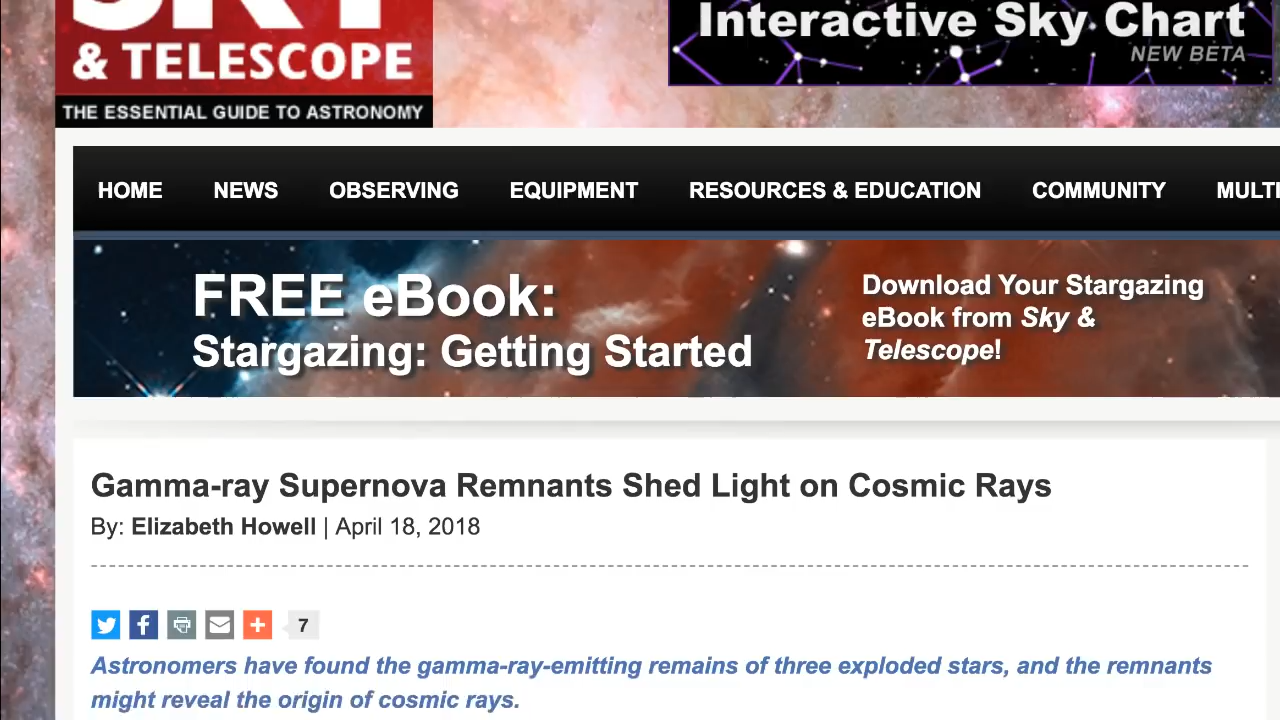 SKY
& TELESCOPE
THE ESSENTIAL GUIDE TO ASTRONOMY
Interactive Sky Chart
NEW BETA
HOME NEWS OBSERVING EQUIPMENT RESOURCES & EDUCATION COMMUNITY MULTI
FREE eBook:
Stargazing: Getting Started
Download Your Stargazing
eBook from Sky &
Telescope!
Gamma-ray Supernova Remnants Shed Light on Cosmic Rays
By: Elizabeth Howell | April 18, 2018
7
Astronomers have found the gamma-ray-emitting remains of three exploded stars, and the remnants
might reveal the origin of cosmic rays.